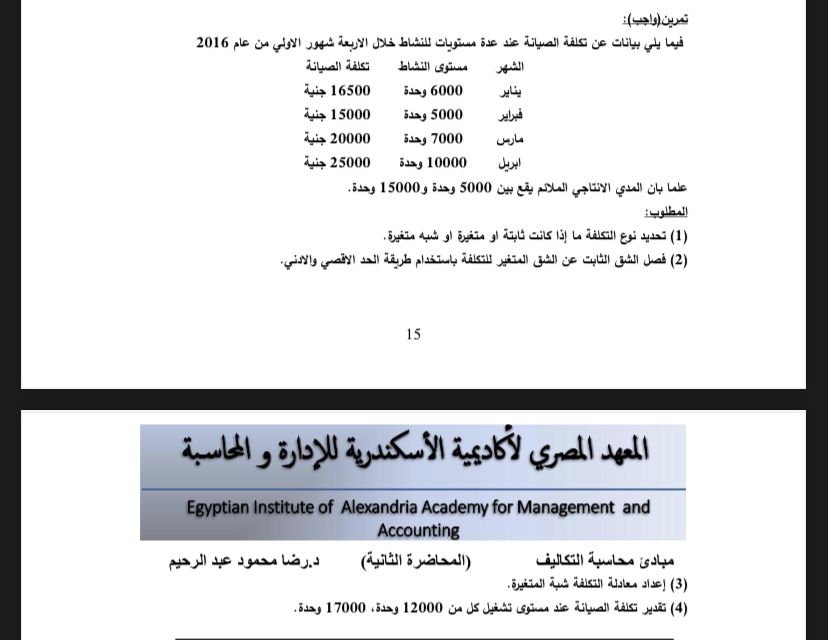 تمرين(واجب):
فيما يلي بيانات عن تكلفة الصيانة عند عدة مستويات للنشاط خلال الاربعة شهور الاولي من عام 2016
الشهر مستوى النشاط تكلفة الصيانة
يناير 6000 وحدة 16500 جنية
فبراير 5000 وحدة 15000 جنية
مارس 7000 وحدة 20000 جنية
ابريل 10000 وحدة 25000 جنية
علما بان المدي الانتاجي الملائم يقع بين 5000 وحدة و15000 وحدة.
المطلوب:
(1) تحديد نوع التكلفة ما إذا كانت ثابتة او متغيرة او شبه متغيرة.
(2) فصل الشق الثابت عن الشق المتغير للتكلفة باستخدام طريقة الحد الاقصي والادني.
15
المعهد المصري لأكاديمية الأسكندرية للإدارة و المحاسبة
Egyptian Institute of Alexandria Academy for Management and
Accounting
مبادئ محاسبة التكاليف (المحاضرة الثانية) د.رضا محمود عبد الرحيم
(3) إعداد معادلة التكلفة شبة المتغيرة.
(4) تقدير تكلفة الصيانة عند مستوى تشغيل كل من 12000 وحدة، 17000 وحدة.